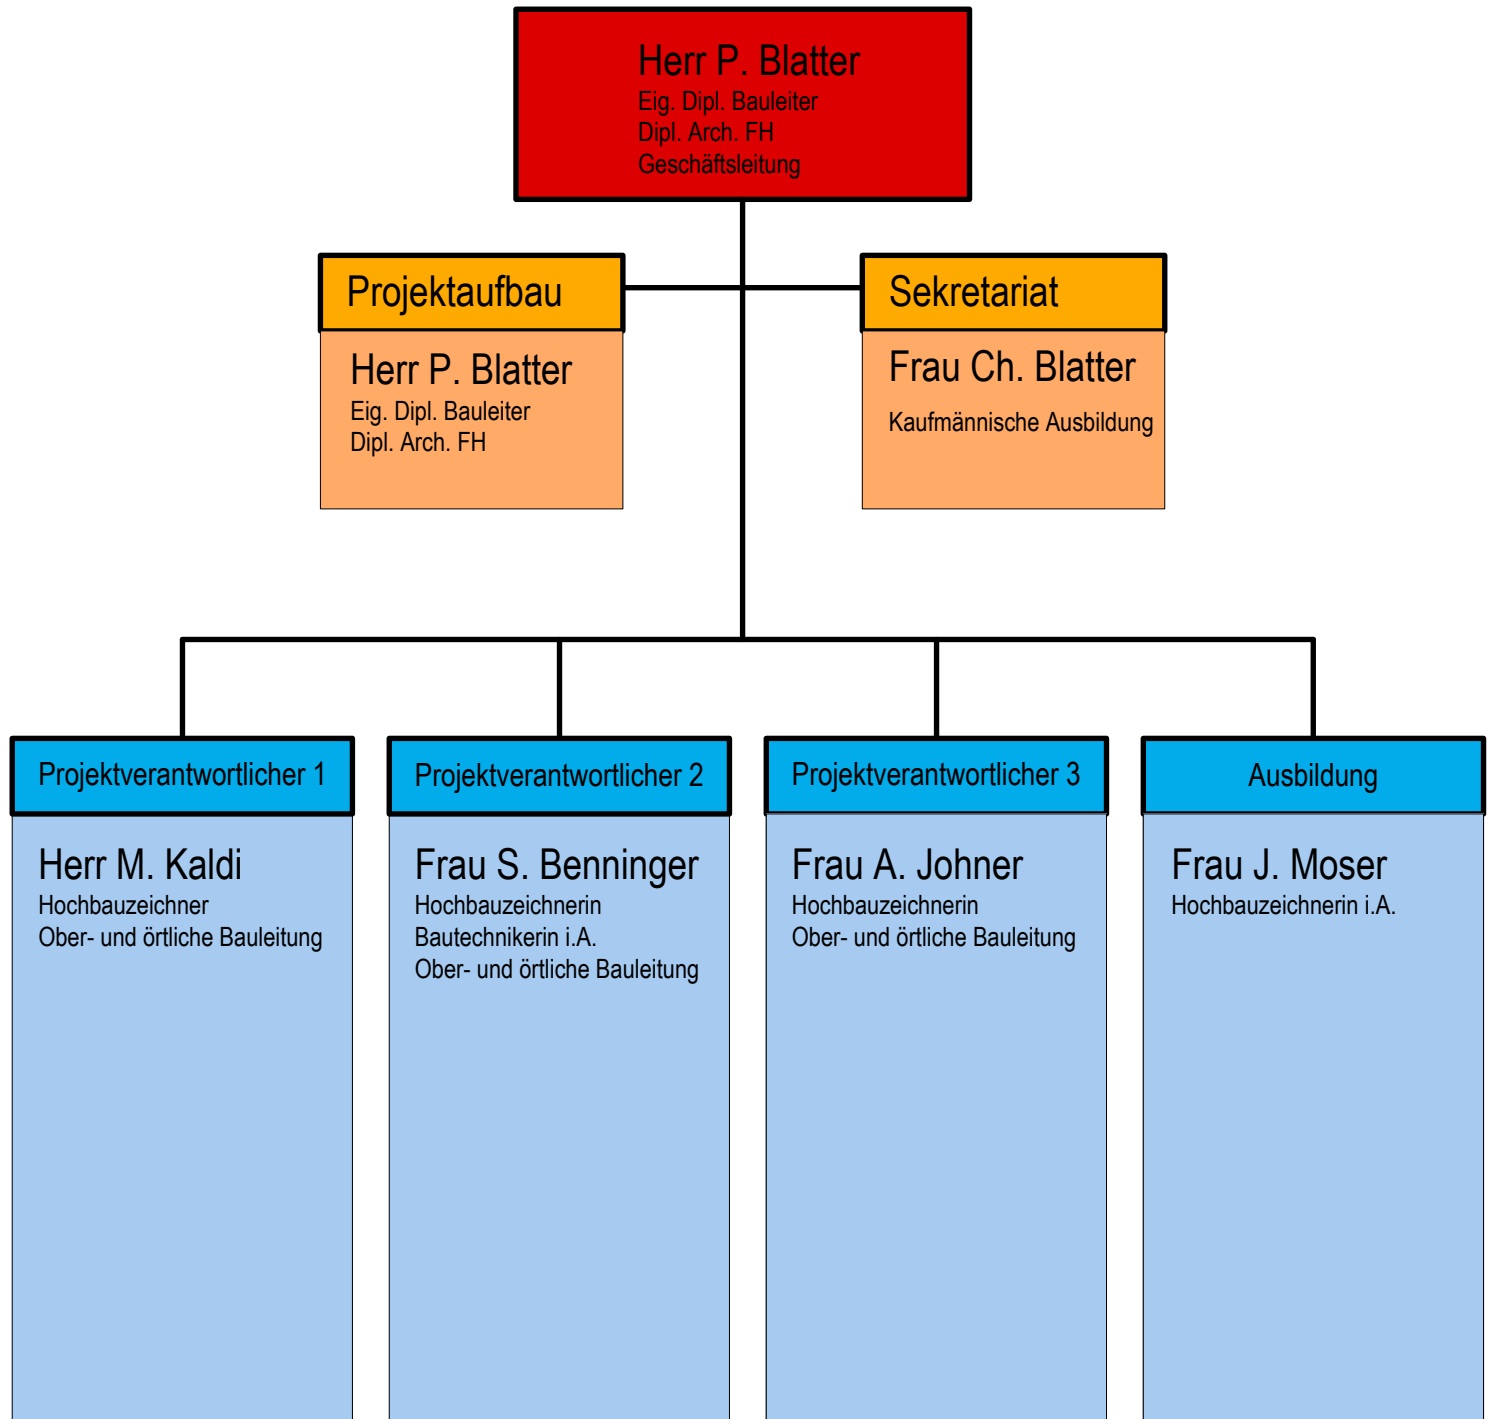 Herr P. Blatter
Eig. Dipl. Bauleiter
Dipl. Arch. FH
Geschäftsleitung
Projektaufbau
Herr P. Blatter
Eig. Dipl. Bauleiter
Dipl. Arch. FH
Sekretariat
Frau Ch. Blatter
Kaufmännische Ausbildung
Projektverantwortlicher 1
Herr M. Kaldi
Hochbauzeichner
Ober- und örtliche Bauleitung
Projektverantwortlicher 2
Frau S. Benninger
Hochbauzeichnerin
Bautechnikerin i.A.
Ober- und örtliche Bauleitung
Projektverantwortlicher 3
Frau A. Johner
Hochbauzeichnerin
Ober- und örtliche Bauleitung
Ausbildung
Frau J. Moser
Hochbauzeichnerin i.A.